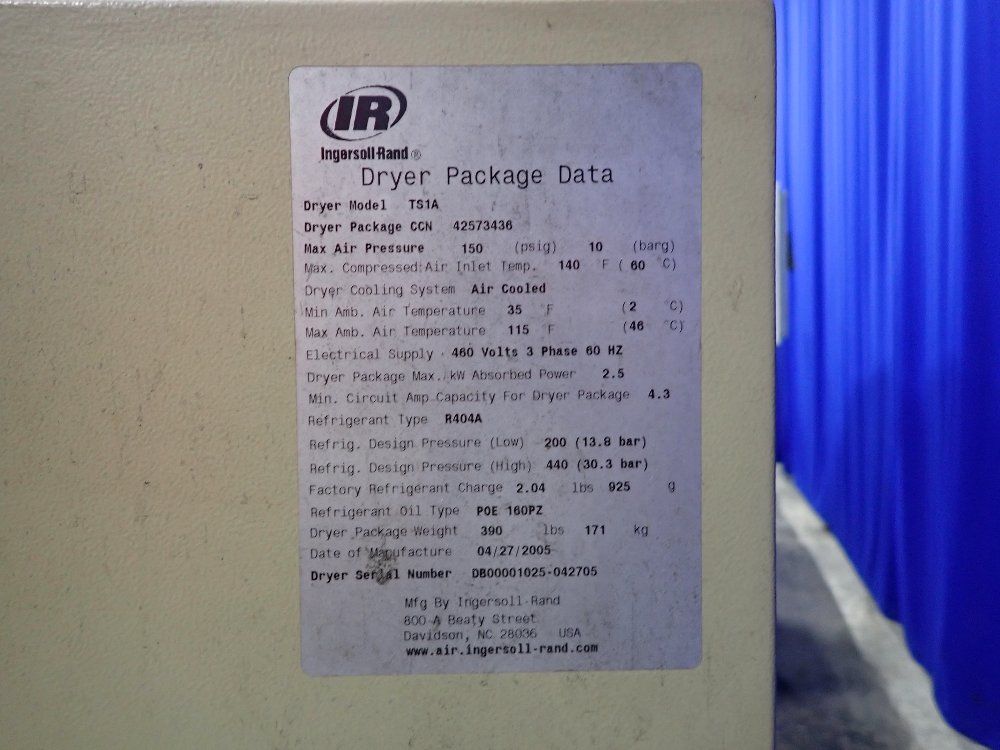 IR
Ingersoll-Rand®
Dryer Package Data
Dryer Model TS1A
Dryer Package CCN 42573436
Max Air Pressure 150 (psig) 10 (barg)
Max. Compressed Air Inlet Temp. 140 F ( 60 °C)
Dryer Cooling System Air Cooled
Min Amb. Air Temperature 35 °F (2 °C)
Max Amb. Air Temperature 115 °F (46 °C)
Electrical Supply 460 Volts 3 Phase 60 HZ
Dryer Package Max. kW Absorbed Power 2.5
Min. Circuit Amp Capacity For Dryer Package 4.3
Refrigerant Type R404A
Refrig. Design Pressure (Low) 200 (13.8 bar)
Refrig. Design Pressure (High) 440 (30.3 bar)
Factory Refrigerant Charge 2.04 lbs 925 g
Refrigerant Oil Type POE 160PZ
Dryer Package Weight 390 lbs 171 kg
Date of Manufacture 04/27/2005
Dryer Serial Number DB00001025-042705
Mfg By Ingersoll-Rand
800-A Beaty Street
Davidson, NC 28036 USA
www.air.ingersoll-rand.com